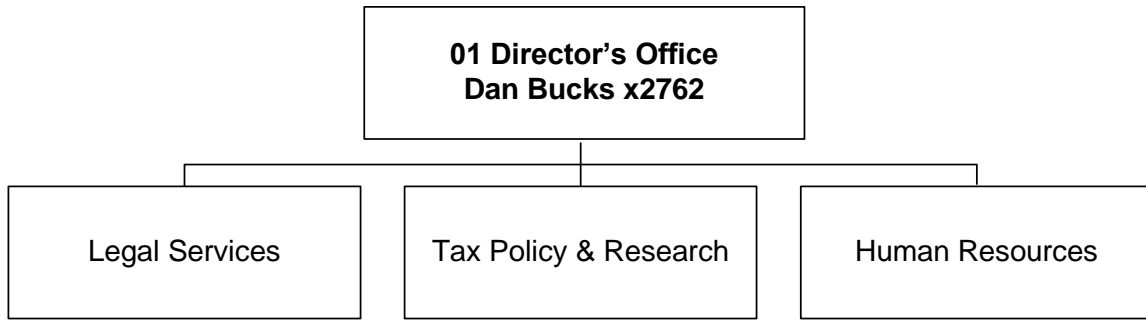 01 Director’s Office
Dan Bucks x2762
Legal Services
Tax Policy & Research
Human Resources